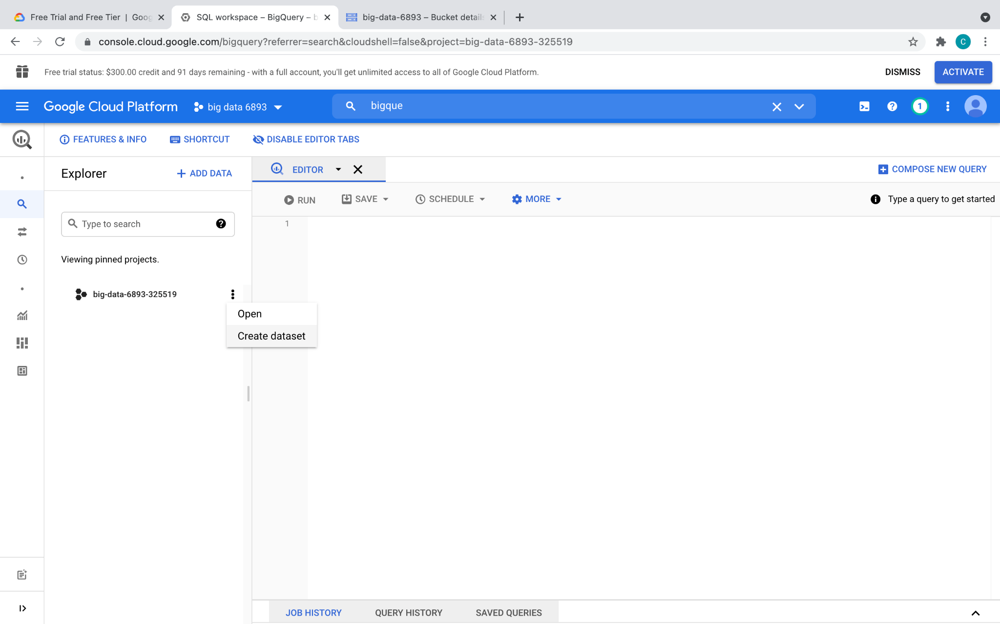 Free Trial and Free Tier | Goog
SQL workspace – BigQuery – b
big-data-6893 – Bucket details
console.cloud.google.com/bigquery?referrer=search&cloudshell=false&project=big-data-6893-325519
C
Free trial status: $300.00 credit and 91 days remaining - with a full account, you'll get unlimited access to all of Google Cloud Platform.
DISMISS
ACTIVATE
Google Cloud Platform
big data 6893
bigque
1
FEATURES & INFO
SHORTCUT
DISABLE EDITOR TABS
Explorer
ADD DATA
EDITOR
COMPOSE NEW QUERY
RUN
SAVE
SCHEDULE
MORE
Type a query to get started
Type to search
1
Viewing pinned projects.
big-data-6893-325519
Open
Create dataset
JOB HISTORY
QUERY HISTORY
SAVED QUERIES